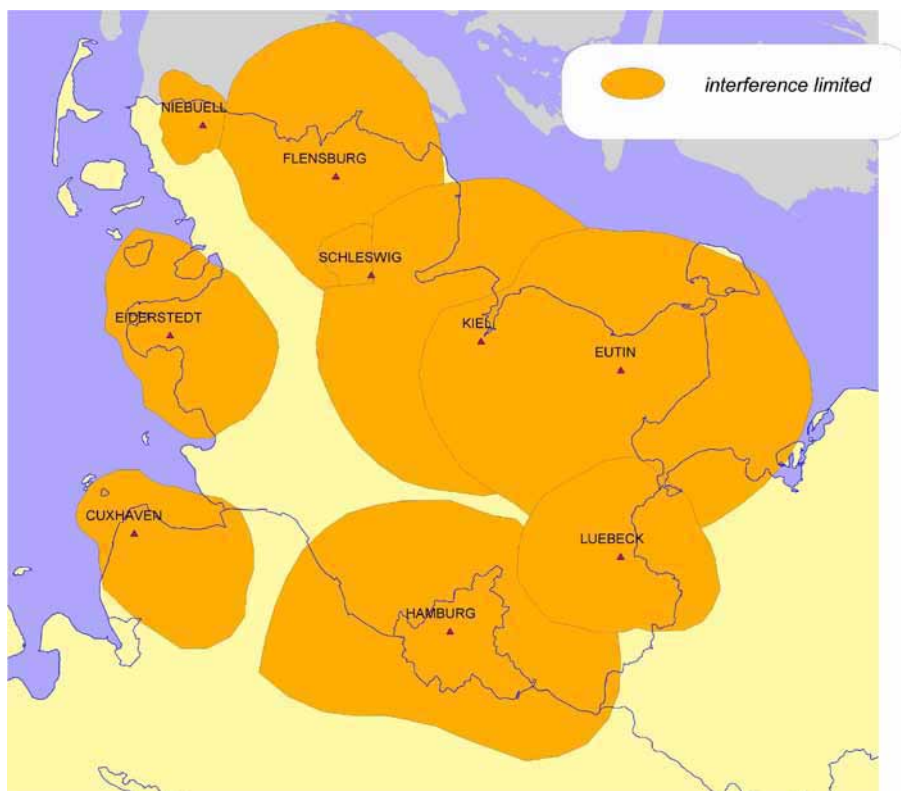 interference limited
NIEBUELL
FLENSBURG
SCHLESWIG
EIDERSTEDT
KIEL
EUTIN
CUXHAVEN
LUEBECK
HAMBURG